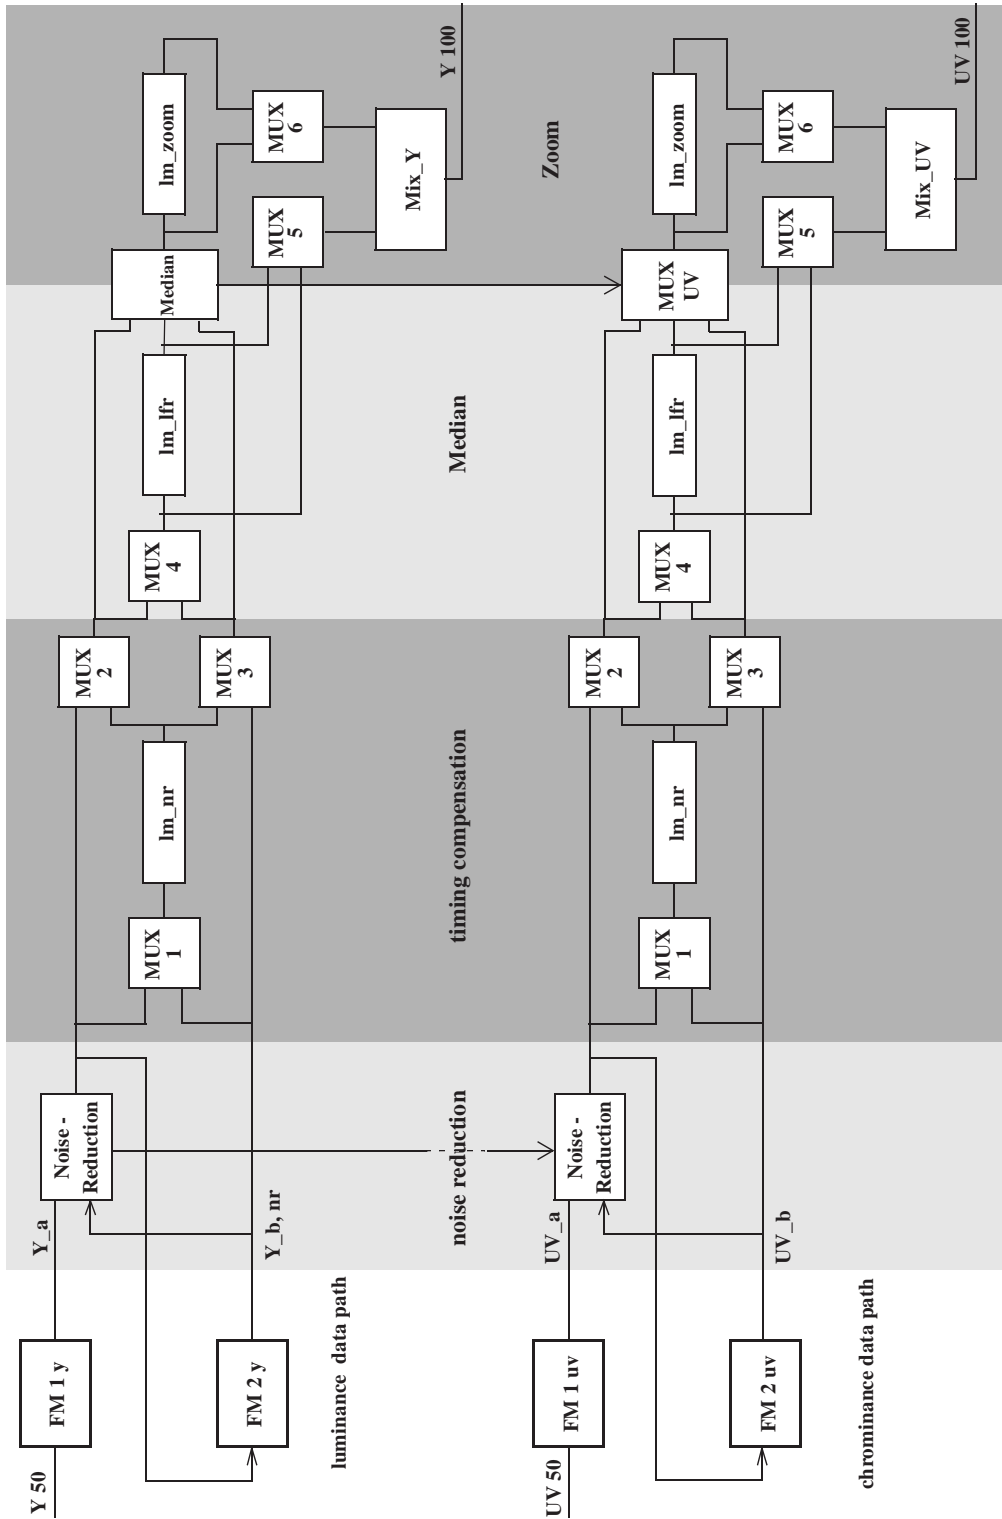 Y 50
FM 1 y
FM 2 y
luminance data path
Y_a
Y_b, nr
Noise -
Reduction
noise reduction
MUX
1
lm_nr
MUX
2
MUX
3
timing compensation
MUX
4
lm_lfr
Median
Median
lm_zoom
MUX
5
MUX
6
Mix_Y
Y 100
Zoom
UV 50
FM 1 uv
FM 2 uv
chrominance data path
UV_a
UV_b
Noise -
Reduction
MUX
1
lm_nr
MUX
2
MUX
3
MUX
4
lm_lfr
MUX
UV
lm_zoom
MUX
5
MUX
6
Mix_UV
UV 100